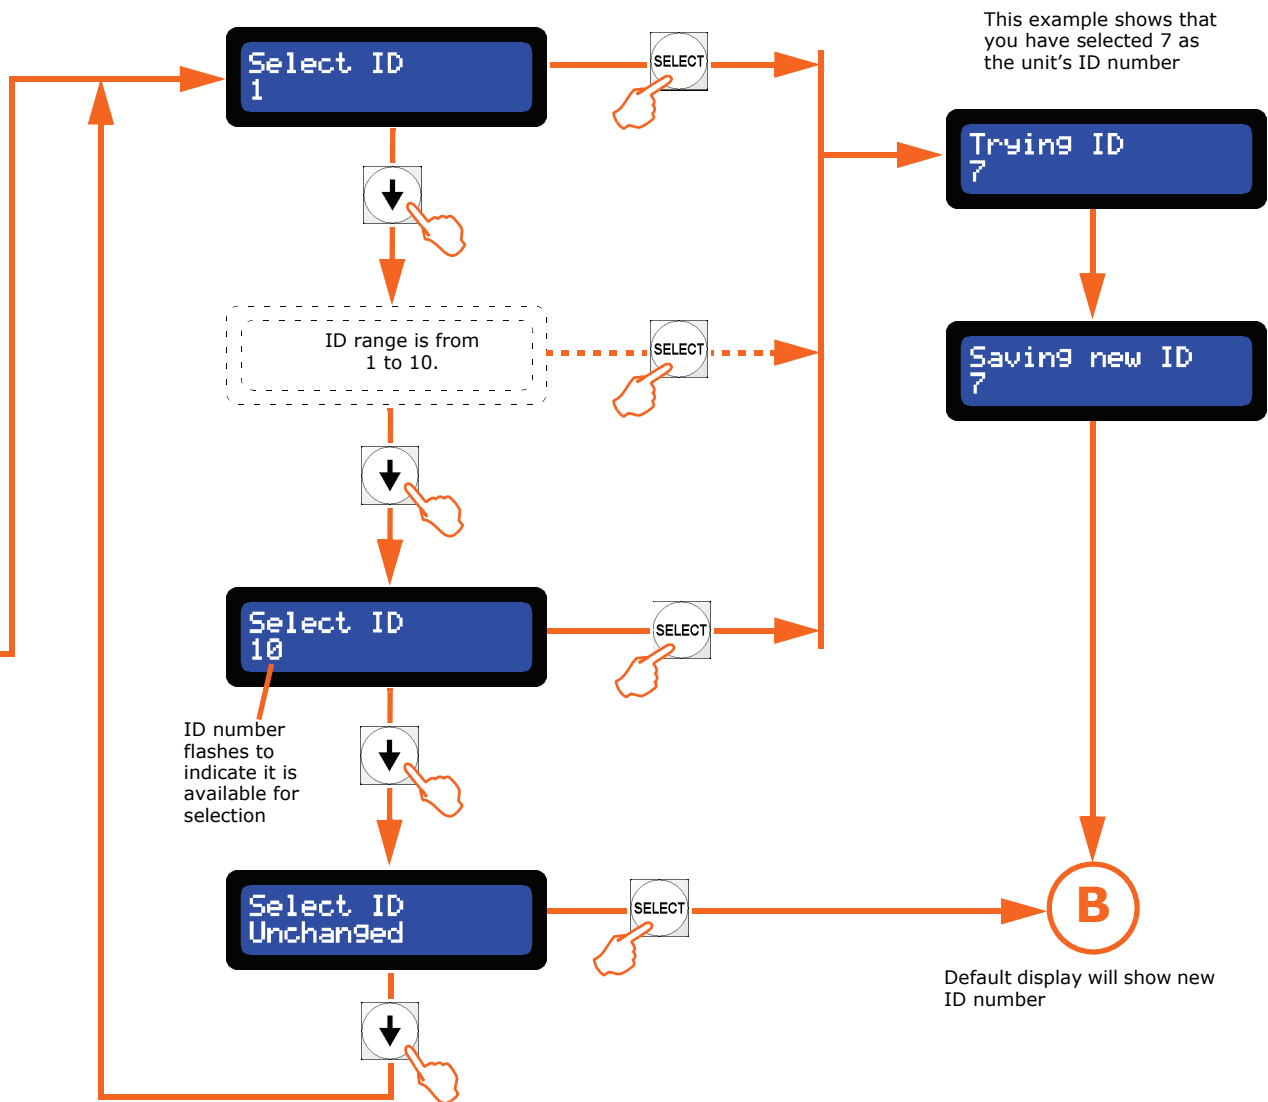 This example shows that
you have selected 7 as
the unit's ID number
Select ID
1
SELECT
Trying ID
7
ID range is from
1 to 10.
SELECT
Saving new ID
7
Select ID
10
SELECT
ID number
flashes to
indicate it is
available for
selection
Select ID
Unchanged
SELECT
B
Default display will show new
ID number